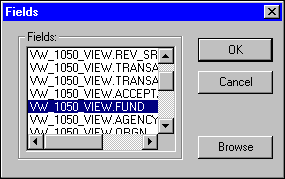 Fields
Fields:
VW_1050_VIEW.REV_SR
VW_1050_VIEW.TRANSA
VW_1050_VIEW.TRANSA
VW_1050_VIEW.ACCEPT.
VW_1050_VIEW.FUND
VW_1050_VIEW.AGENCY
VW_1050_VIEW.ORGN
OK
Cancel
Browse